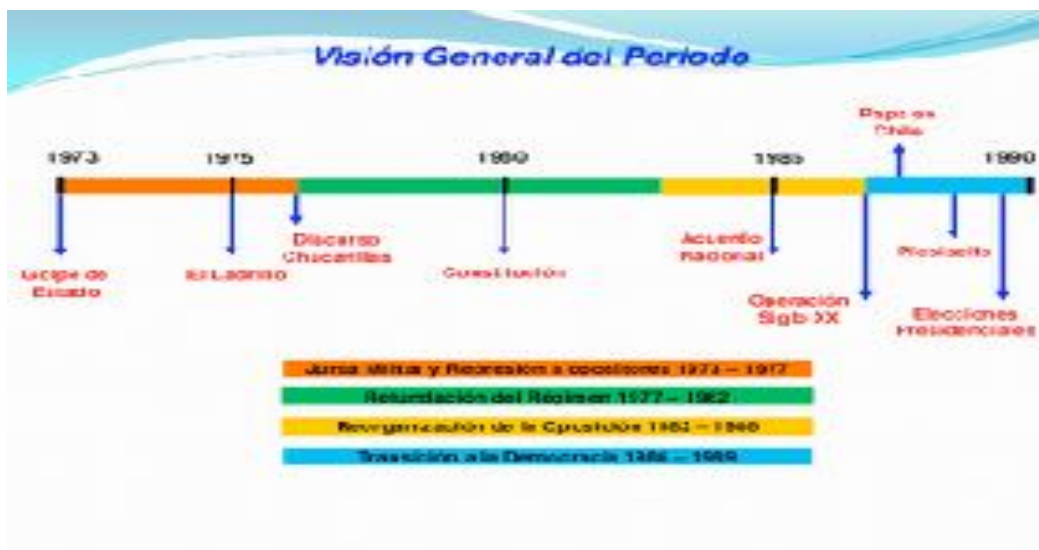 Visión General del Periodo
Papa en
Chile
1973
1975
1980
1985
1990
Discurso
Chacarillas
Acuerdo
Nacional
Plebiscito
Golpe de
Estado
El Ladrillo
Constitución
Operación
Siglo XX
Elecciones
Presidenciales
Junta Militar y Represión a opositores 1973 – 1977
Refundación del Régimen 1977 –
Reorganización de la Oposición
Transición a la Democracia